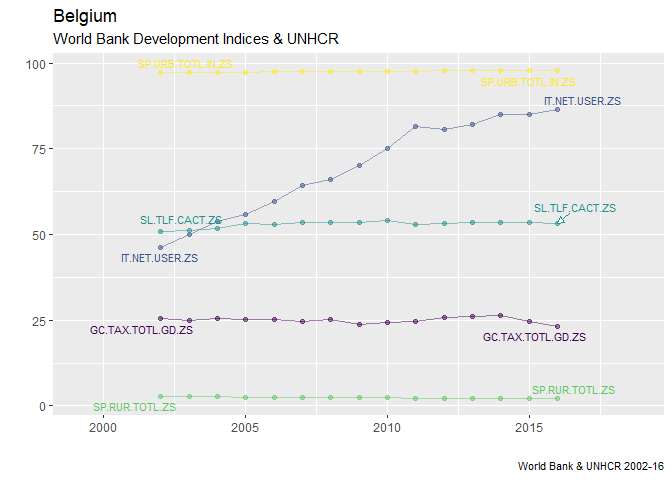 Belgium
World Bank Development Indices & UNHCR
100
75
50
25
0
SP.URB.TOTL.IN.ZS
SP.URB.TOTL.IN.ZS
IT.NET.USER.ZS
SL.TLF.CACT.ZS
SL.TLF.CACT.ZS
IT.NET.USER.ZS
GC.TAX.TOTL.GD.ZS
GC.TAX.TOTL.GD.ZS
SP.RUR.TOTL.ZS
SP.RUR.TOTL.ZS
2000
2005
2010
2015
World Bank & UNHCR 2002-16